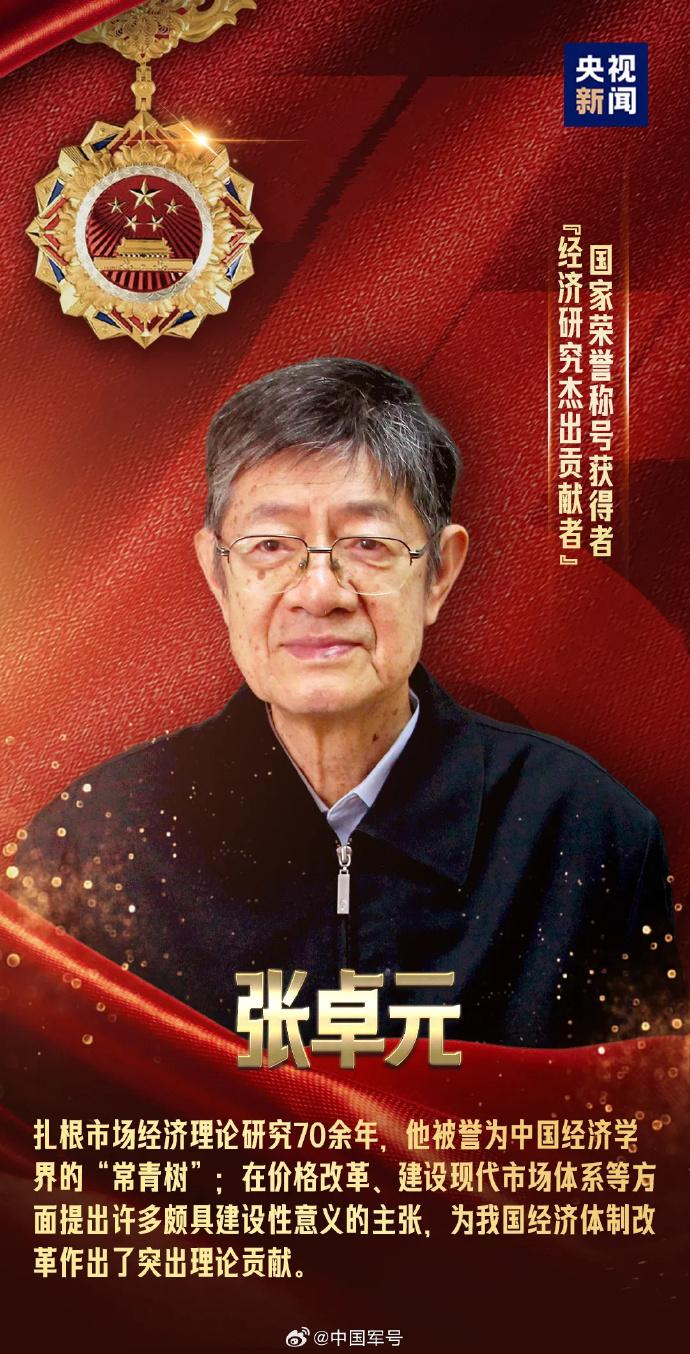 央视
新闻
国家荣誉称号获得者
『经济研究杰出贡献者』
张卓元
扎根市场经济理论研究70余年，他被誉为中国经济学
界的“常青树”；在价格改革、建设现代市场体系等方
面提出许多颇具建设性意义的主张，为我国经济体制改
革作出了突出理论贡献。
@中国军号